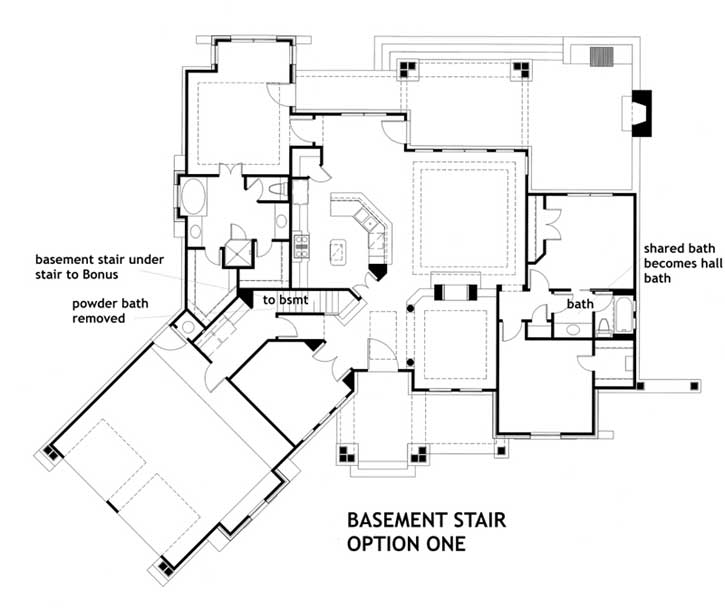 basement stair under
stair to Bonus
powder bath
removed
to bsmt
shared bath
becomes hall
bath
bath
BASEMENT STAIR
OPTION ONE